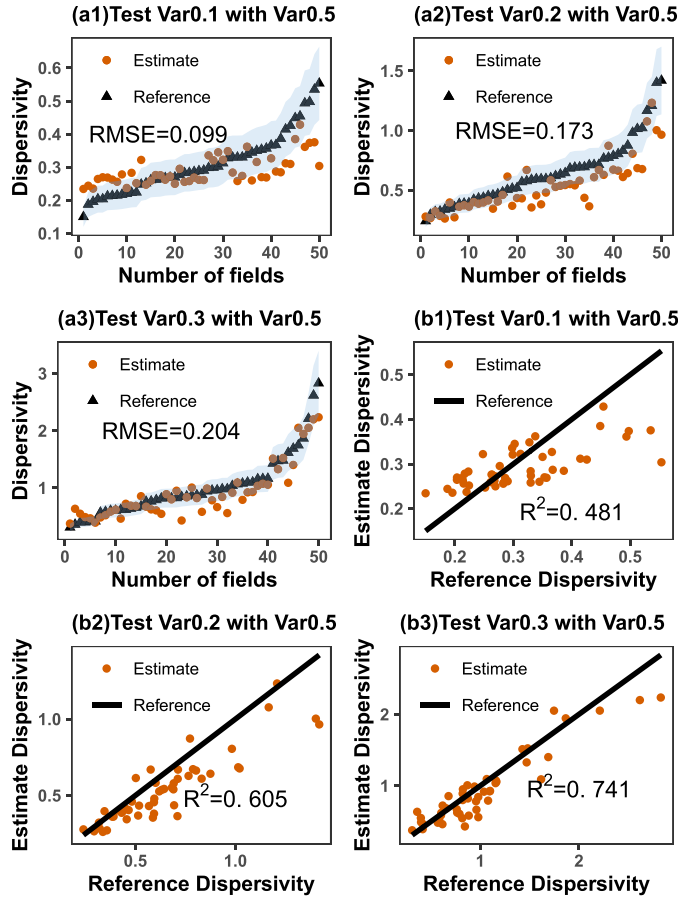 (a1)Test Var0.1 with Var0.5
Dispersivity
0.6
0.5
0.4
0.3
0.2
0.1
Estimate
Reference
RMSE=0.099
0 10 20 30 40 50
Number of fields
(a2)Test Var0.2 with Var0.5
Dispersivity
1.5
1.0
0.5
Estimate
Reference
RMSE=0.173
0 10 20 30 40 50
Number of fields
(a3)Test Var0.3 with Var0.5
Dispersivity
3
2
1
Estimate
Reference
RMSE=0.204
0 10 20 30 40 50
Number of fields
(b1)Test Var0.1 with Var0.5
Estimate Dispersivity
0.5
0.4
0.3
0.2
Estimate
Reference
R²=0. 481
0.2 0.3 0.4 0.5
Reference Dispersivity
(b2)Test Var0.2 with Var0.5
Estimate Dispersivity
1.0
0.5
Estimate
Reference
R²=0. 605
0.5 1.0
Reference Dispersivity
(b3)Test Var0.3 with Var0.5
Estimate Dispersivity
2
1
Estimate
Reference
R²=0. 741
1 2
Reference Dispersivity